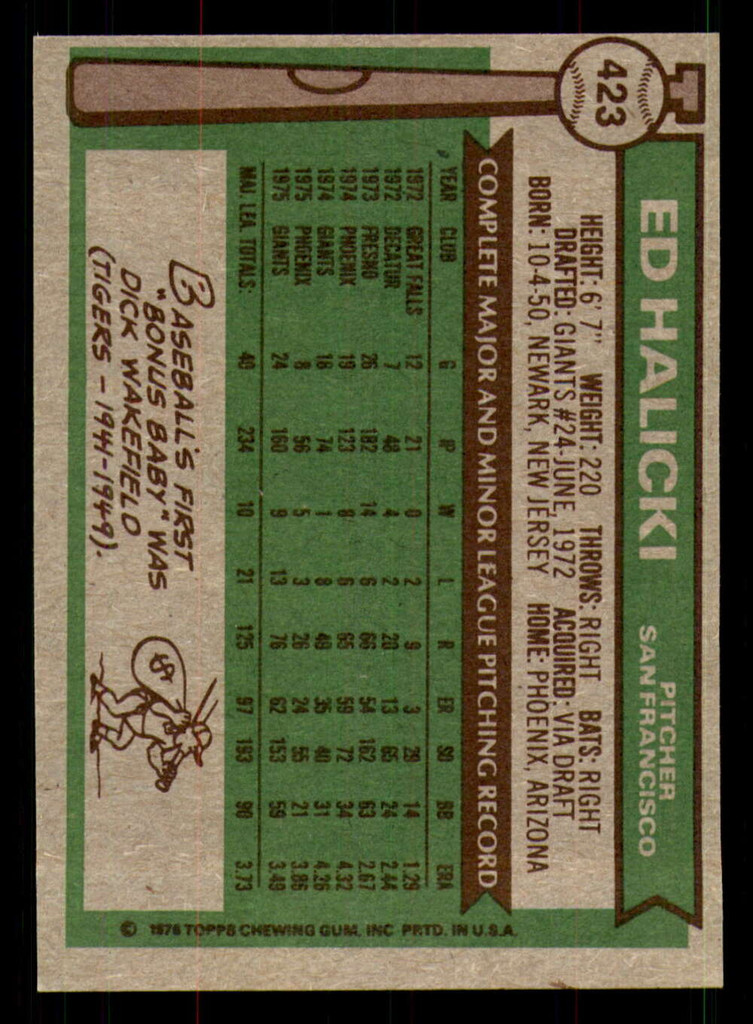 423
ED HALICKI
PITCHER
SAN FRANCISCO
HEIGHT: 6' 7" WEIGHT: 220 THROWS: RIGHT BATS: RIGHT
DRAFTED: GIANTS #24-JUNE, 1972 ACQUIRED: VIA DRAFT
BORN: 10-4-50, NEWARK, NEW JERSEY HOME: PHOENIX, ARIZONA
COMPLETE MAJOR AND MINOR LEAGUE PITCHING RECORD
YEAR CLUB G IP W L R ER SO BB ERA
1972 GREAT FALLS 12 21 0 2 9 3 29 14 1.29
1972 DECATUR 7 48 4 2 20 13 65 24 2.44
1973 FRESNO 26 182 14 6 66 54 162 63 2.67
1974 PHOENIX 19 123 8 6 65 59 72 34 4.32
1974 GIANTS 16 74 1 8 49 35 40 31 4.26
1975 PHOENIX 8 56 5 3 26 24 55 21 3.86
1975 GIANTS 24 160 9 13 76 62 153 59 3.49
MAJ. LEA. TOTALS: 40 234 10 21 125 97 193 90 3.73
BASEBALL'S FIRST
"BONUS BABY" WAS
DICK WAKEFIELD
(TIGERS - 1941-1949).
$
© 1976 TOPPS CHEWING GUM, INC. PRTD. IN U.S.A.